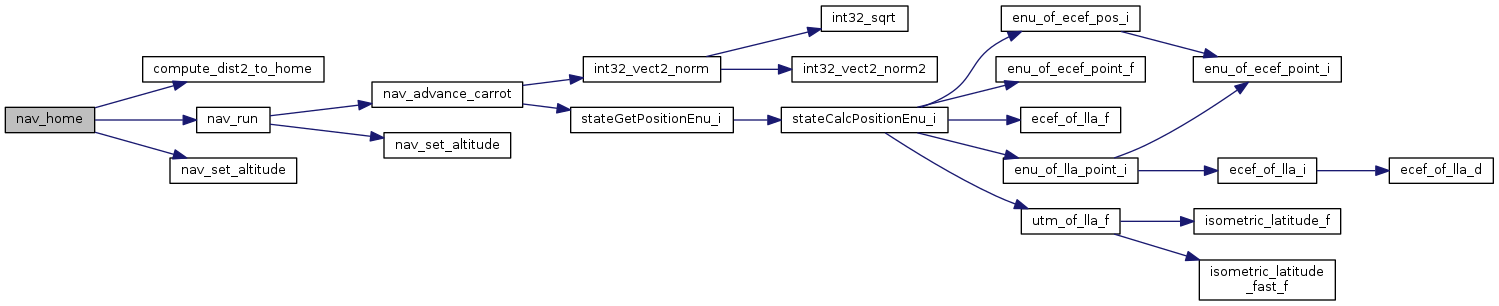 nav_home
compute_dist2_to_home
nav_run
nav_set_altitude
nav_advance_carrot
nav_set_altitude
int32_vect2_norm
stateGetPositionEnu_i
int32_sqrt
int32_vect2_norm2
stateCalcPositionEnu_i
enu_of_ecef_pos_i
enu_of_ecef_point_f
ecef_of_lla_f
enu_of_lla_point_i
utm_of_lla_f
enu_of_ecef_point_i
ecef_of_lla_i
isometric_latitude_f
isometric_latitude
_fast_f
ecef_of_lla_d